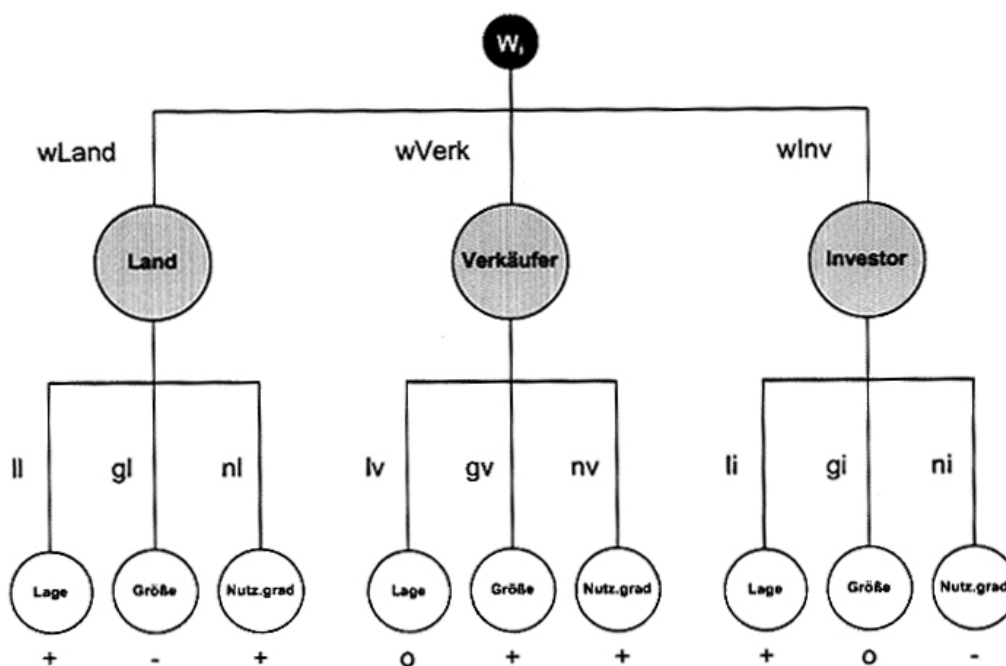 Wi
wLand wVerk wInv
Land Verkäufer Investor
ll gl nl lv gv nv li gi ni
Lage Größe Nutz.grad Lage Größe Nutz.grad Lage Größe Nutz.grad
+ - + o + + + o -